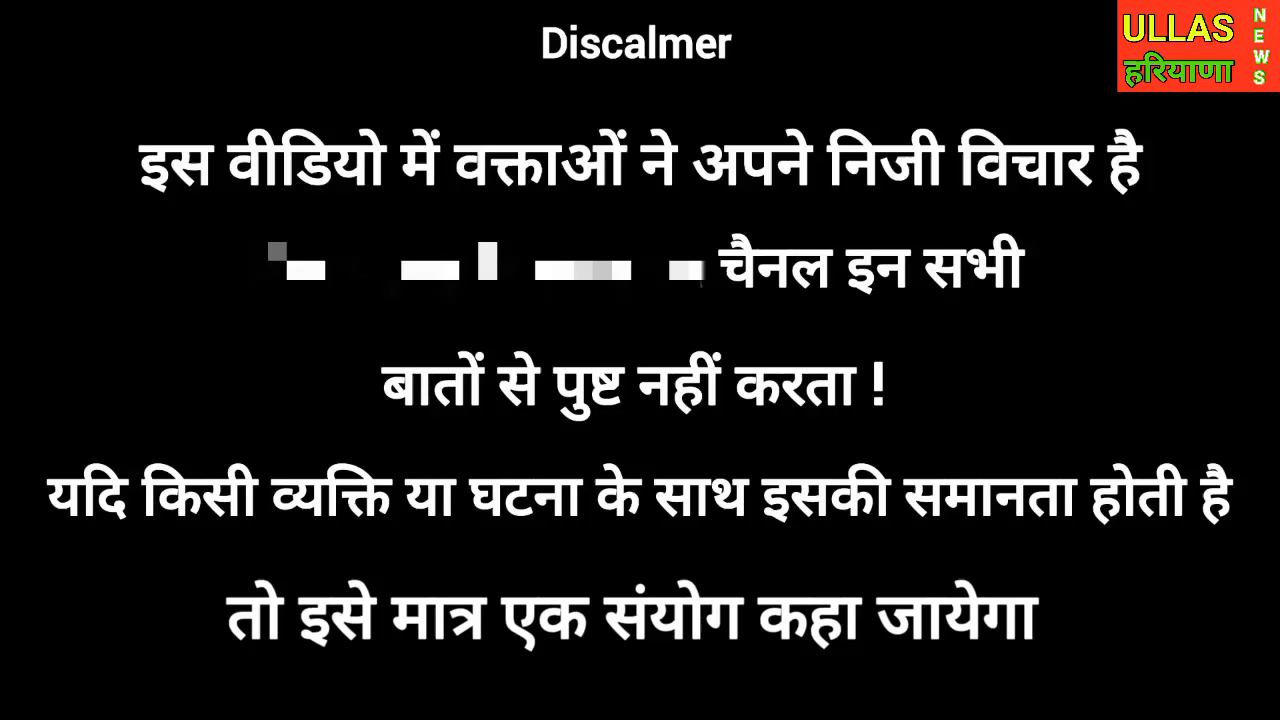 Discalmer
ULLAS
हरियाणा
NEWS
इस वीडियो में वक्ताओं ने अपने निजी विचार है
चैनल इन सभी
बातों से पुष्ट नहीं करता !
यदि किसी व्यक्ति या घटना के साथ इसकी समानता होती है
तो इसे मात्र एक संयोग कहा जायेगा